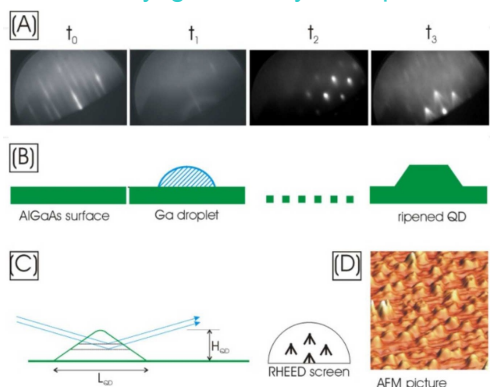 [A]
t0
t1
t2
t3
[B]
AlGaAs surface
Ga droplet
ripened QD
[C]
HQD
LQD
RHEED screen
[D]
AFM picture